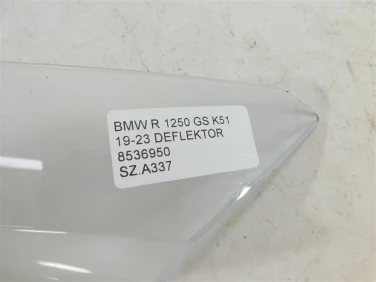 BMW R 1250 GS K51
19-23 DEFLEKTOR
8536950
SZ.A337